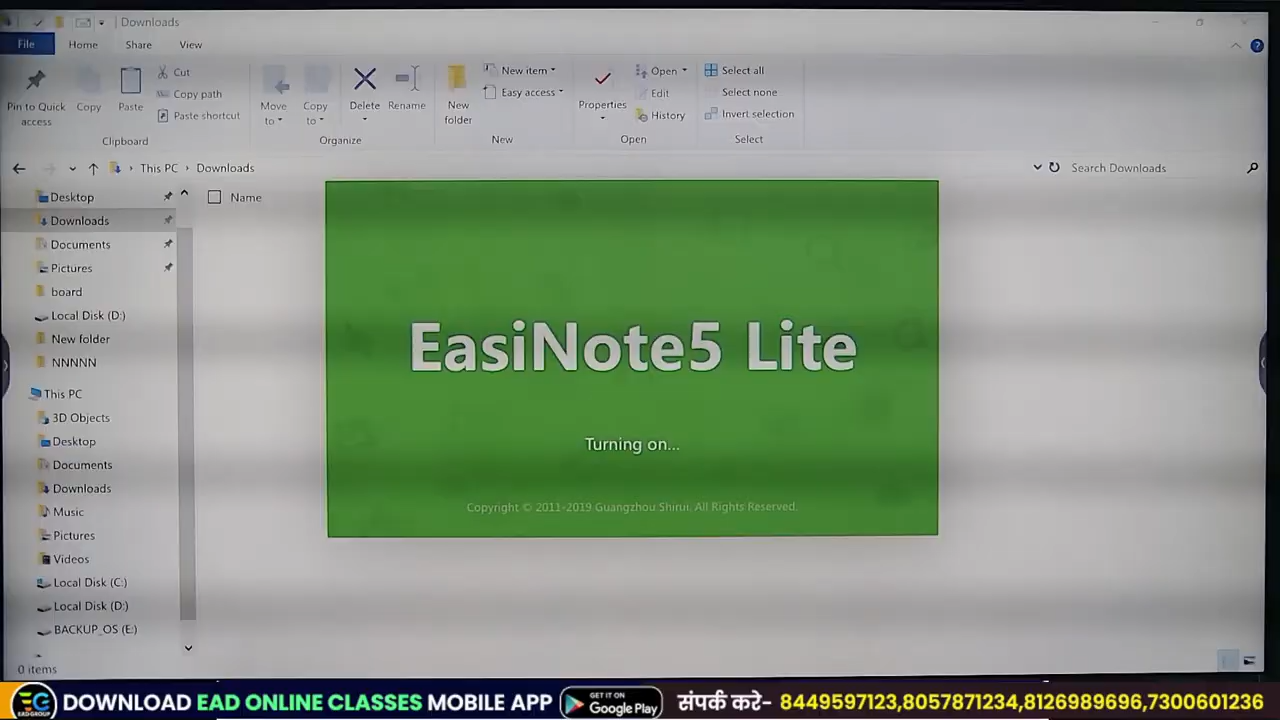 Downloads
File Home Share View
Pin to Quick access
Copy
Paste
Cut
Copy path
Paste shortcut
Clipboard
Move to
Copy to
Delete
Rename
Organize
New folder
New item
Easy access
New
Properties
Open
Edit
History
Open
Select all
Select none
Invert selection
Select
This PC > Downloads
Search Downloads
Desktop
Downloads
Documents
Pictures
board
Local Disk (D:)
New folder
NNNNN
This PC
3D Objects
Desktop
Documents
Downloads
Music
Pictures
Videos
Local Disk (C:)
Local Disk (D:)
BACKUP_OS (E:)
0 items
Name
EasiNote5 Lite
Turning on...
Copyright © 2011-2019 Guangzhou Shirui. All Rights Reserved.
EG EAD GROUP
DOWNLOAD EAD ONLINE CLASSES MOBILE APP GET IT ON Google Play संपर्क करे- 8449597123,8057871234,8126989696,7300601236